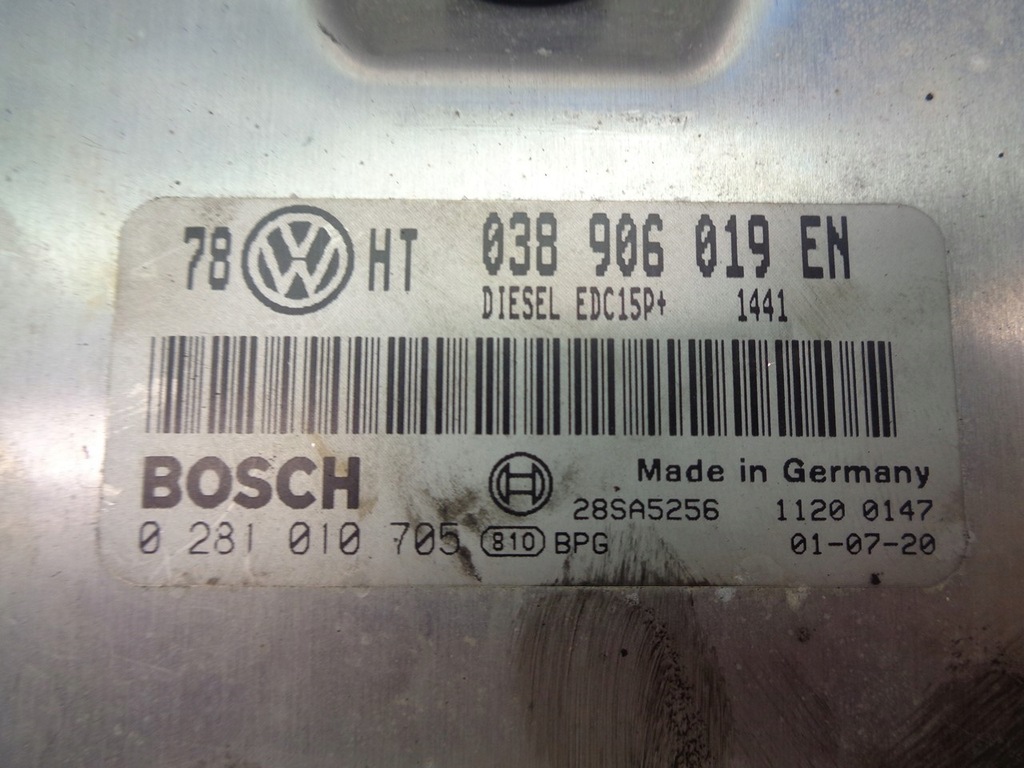 78 HT 038 906 019 EN
DIESEL EDC15P+ 1441
BOSCH
Made in Germany
28SA5256 1120 0147
0 281 010 705 810 BPG 01-07-20